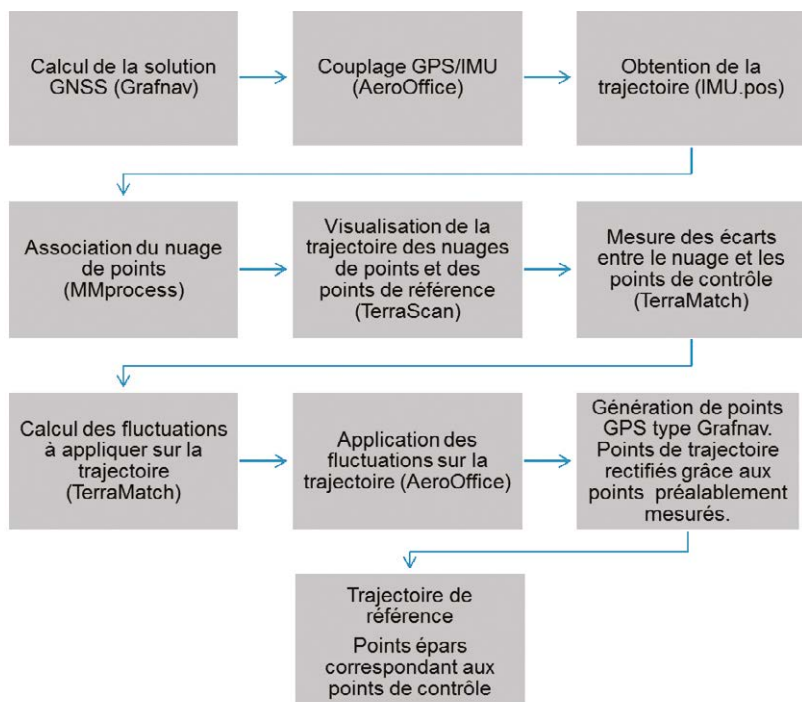 Calcul de la solution
GNSS (Grafnav)
Couplage GPS/IMU
(AeroOffice)
Obtention de la
trajectoire (IMU.pos)
Association du nuage
de points
(MMprocess)
Visualisation de la
trajectoire des nuages
de points et des
points de référence
(TerraScan)
Mesure des écarts
entre le nuage et les
points de contrôle
(TerraMatch)
Calcul des fluctuations
à appliquer sur la
trajectoire
(TerraMatch)
Application des
fluctuations sur la
trajectoire (AeroOffice)
Génération de points
GPS type Grafnav.
Points de trajectoire
rectifiés grâce aux
points préalablement
mesurés.
Trajectoire de
référence
Points épars
correspondant aux
points de contrôle